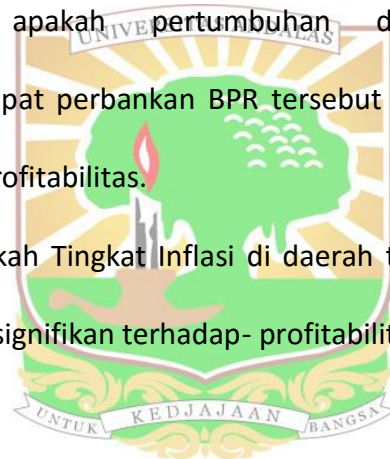 apakah pertumbuhan d
UNIVERSITAS ANDALAS
pat perbankan BPR tersebut
rofitabilitas.
kah Tingkat Inflasi di daerah t
signifikan terhadap- profitabilit
UNTUK KEDJAJAAN BANGSA